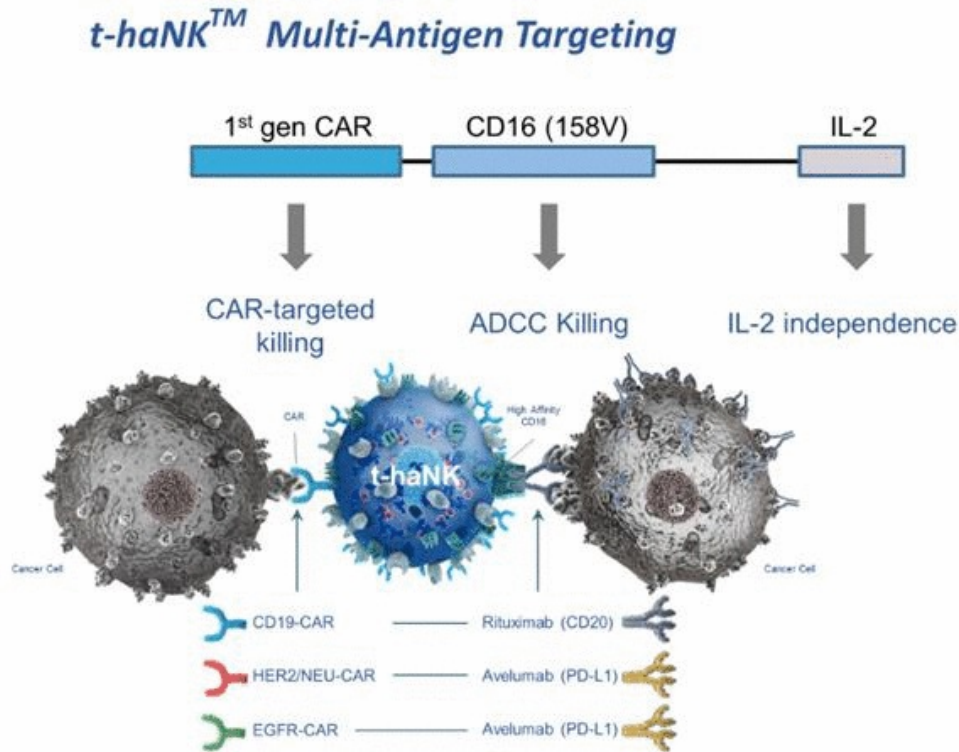 t-haNK™ Multi-Antigen Targeting
1st gen CAR
CD16 (158V)
IL-2
CAR-targeted
killing
ADCC Killing
IL-2 independence
CAR
High Affinity
CD16
t-haNK
Cancer Cell
Cancer Cell
CD19-CAR
Rituximab (CD20)
HER2/NEU-CAR
Avelumab (PD-L1)
EGFR-CAR
Avelumab (PD-L1)